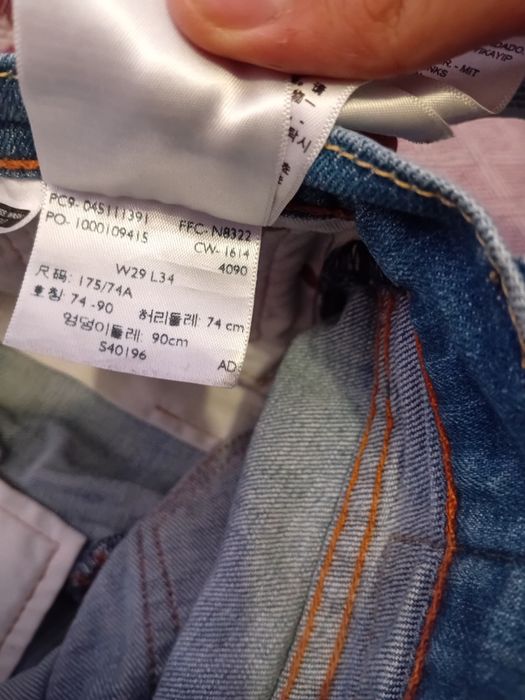 PC9- 045111391 FFC- N8322
PO- 1000109415 CW- 1614
4090
W29 L34
尺码: 175/74A
호칭: 74 -90 허리둘레: 74 cm
엉덩이둘레: 90cm
S40196 AD
R. - MIT